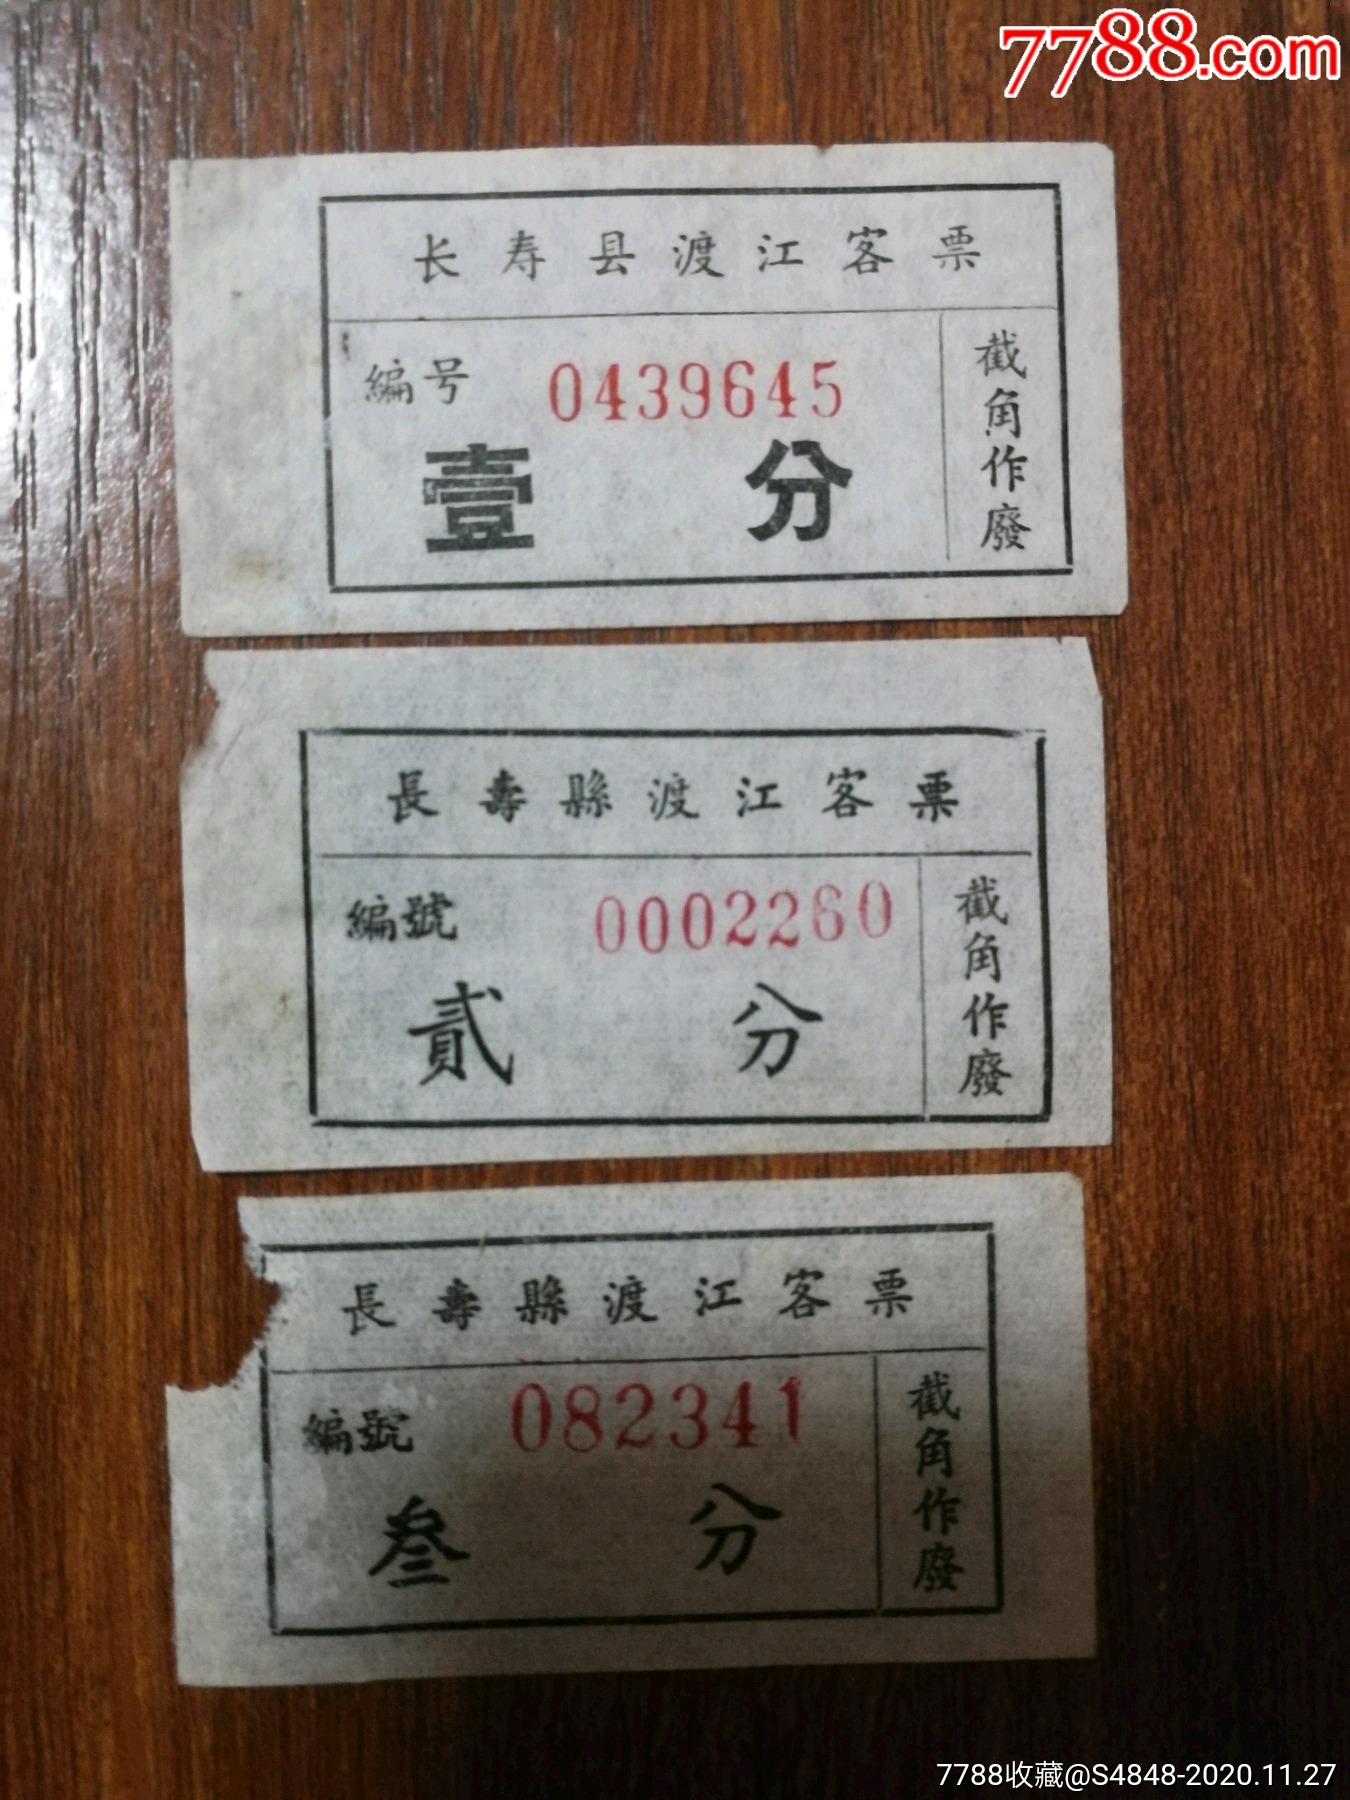 7788.com
长寿县渡江客票
編号 0439645
壹 分
截角作廢
長壽縣渡江客票
編號 0002260
貳 分
截角作廢
長壽縣渡江客票
編號 082341
叁 分
截角作廢
7788收藏@S4848-2020.11.27